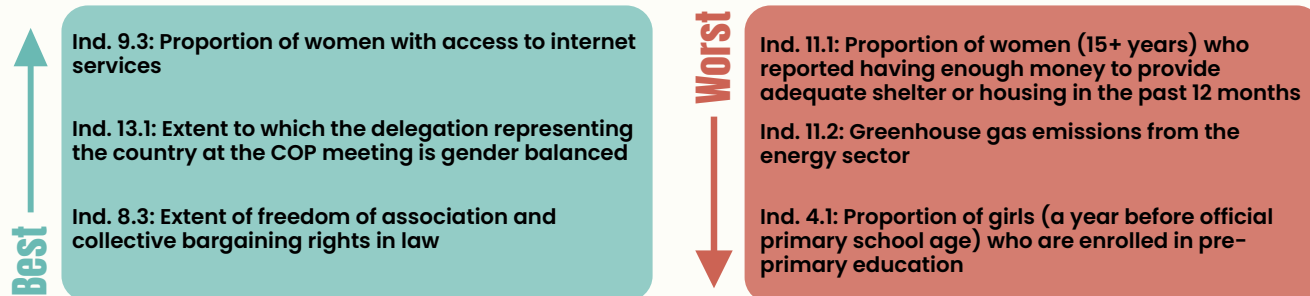 Best
Ind. 9.3: Proportion of women with access to internet
services
Ind. 13.1: Extent to which the delegation representing
the country at the COP meeting is gender balanced
Ind. 8.3: Extent of freedom of association and
collective bargaining rights in law
Worst
Ind. 11.1: Proportion of women (15+ years) who
reported having enough money to provide
adequate shelter or housing in the past 12 months
Ind. 11.2: Greenhouse gas emissions from the
energy sector
Ind. 4.1: Proportion of girls (a year before official
primary school age) who are enrolled in pre-
primary education